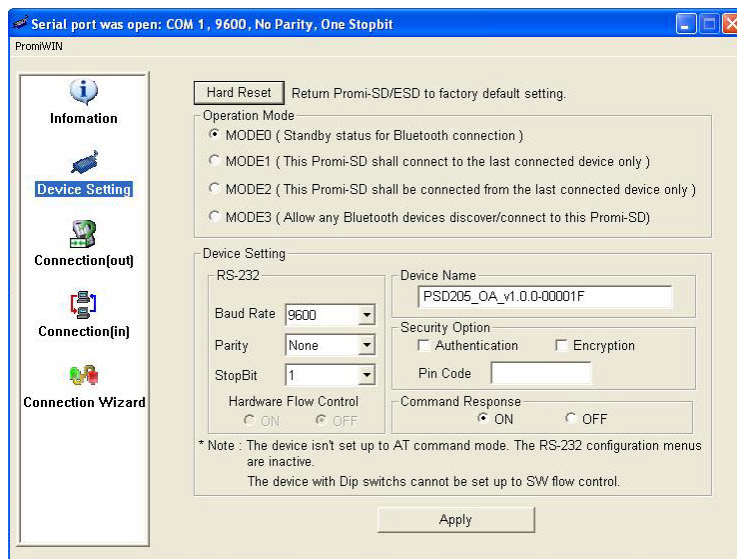 Serial port was open: COM 1, 9600, No Parity, One Stopbit
PromiWIN
Infomation
Device Setting
Connection(out)
Connection(in)
Connection Wizard
Hard Reset Return Promi-SD/ESD to factory default setting.
Operation Mode
MODE0 ( Standby status for Bluetooth connection )
MODE1 ( This Promi-SD shall connect to the last connected device only )
MODE2 ( This Promi-SD shall be connected from the last connected device only )
MODE3 ( Allow any Bluetooth devices discover/connect to this Promi-SD)
Device Setting
RS-232
Baud Rate 9600
Parity None
StopBit 1
Hardware Flow Control
ON OFF
Device Name
PSD205_OA_v1.0.0-00001F
Security Option
Authentication Encryption
Pin Code
Command Response
ON OFF
* Note : The device isn't set up to AT command mode. The RS-232 configuration menus
are inactive.
The device with Dip switchs cannot be set up to SW flow control.
Apply